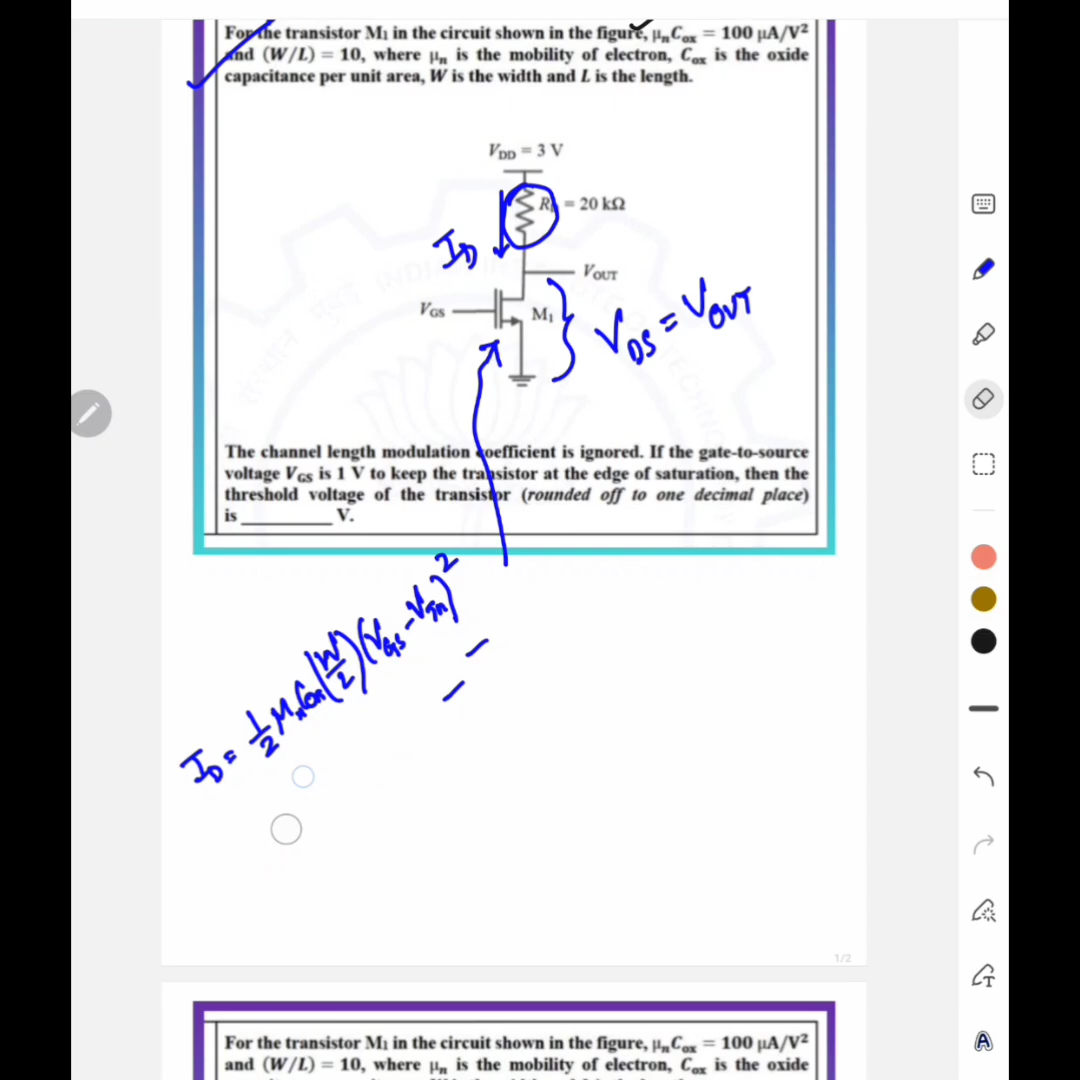 For the transistor M₁ in the circuit shown in the figure, μₙCₒₓ = 100 μA/V²
and (W/L) = 10, where μₙ is the mobility of electron, Cₒₓ is the oxide
capacitance per unit area, W is the width and L is the length.
V_DD = 3 V
R = 20 kΩ
I_D
V_OUT
V_GS
M₁
V_DS = V_OUT
The channel length modulation coefficient is ignored. If the gate-to-source
voltage V_GS is 1 V to keep the transistor at the edge of saturation, then the
threshold voltage of the transistor (rounded off to one decimal place)
is __________ V.
I_D = 1/2 μₙCₒₓ(W/2)(V_GS - V_Tn)²
1/2
For the transistor M₁ in the circuit shown in the figure, μₙCₒₓ = 100 μA/V²
and (W/L) = 10, where μₙ is the mobility of electron, Cₒₓ is the oxide